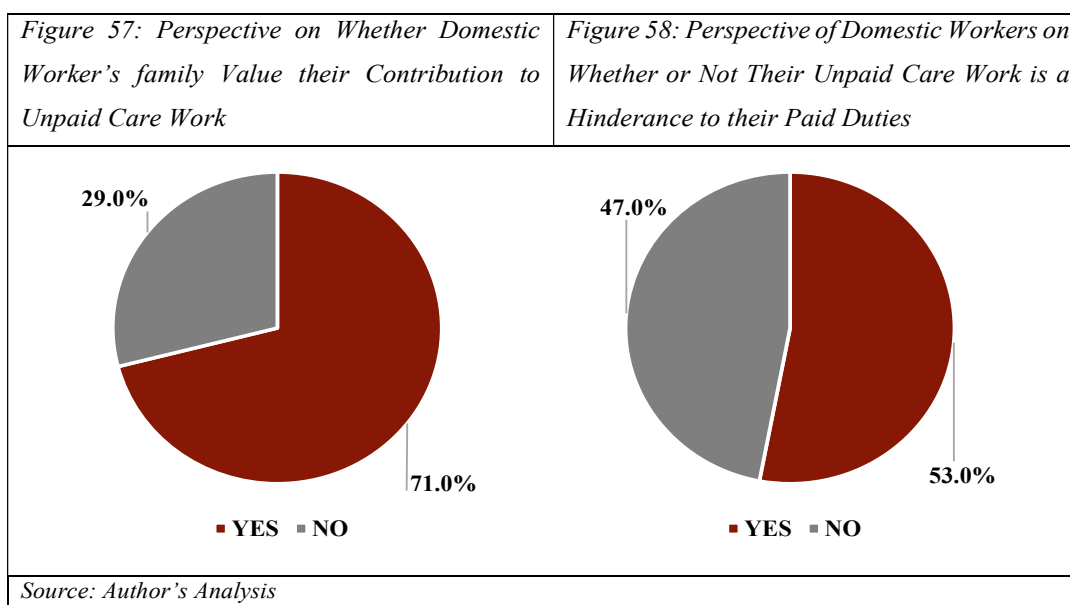 Figure 57: Perspective on Whether Domestic
Worker's family Value their Contribution to
Unpaid Care Work
Figure 58: Perspective of Domestic Workers on
Whether or Not Their Unpaid Care Work is a
Hinderance to their Paid Duties
29.0%
71.0%
YES NO
47.0%
53.0%
YES NO
Source: Author's Analysis